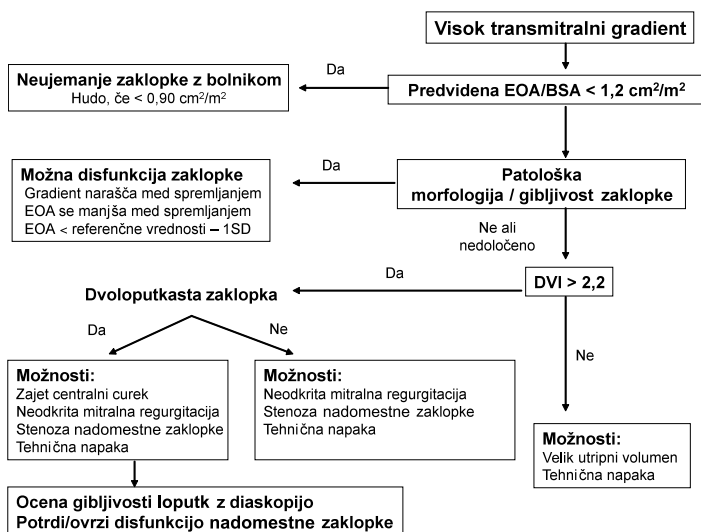 Visok transmitralni gradient
Da
Neujemanje zaklopke z bolnikom
Hudo, če < 0,90 cm²/m²
Predvidena EOA/BSA < 1,2 cm²/m²
Da
Možna disfunkcija zaklopke
Gradient narašča med spremljanjem
EOA se manjša med spremljanjem
EOA < referenčne vrednosti – 1SD
Patološka
morfologija / gibljivost zaklopke
Ne ali
nedoločeno
Da
DVI > 2,2
Dvoloputkasta zaklopka
Da
Ne
Ne
Možnosti:
Zajet centralni curek
Neodkrita mitralna regurgitacija
Stenoza nadomestne zaklopke
Tehnična napaka
Možnosti:
Neodkrita mitralna regurgitacija
Stenoza nadomestne zaklopke
Tehnična napaka
Možnosti:
Velik utripni volumen
Tehnična napaka
Ocena gibljivosti loputk z diaskopijo
Potrdi/ovrzi disfunkcijo nadomestne zaklopke